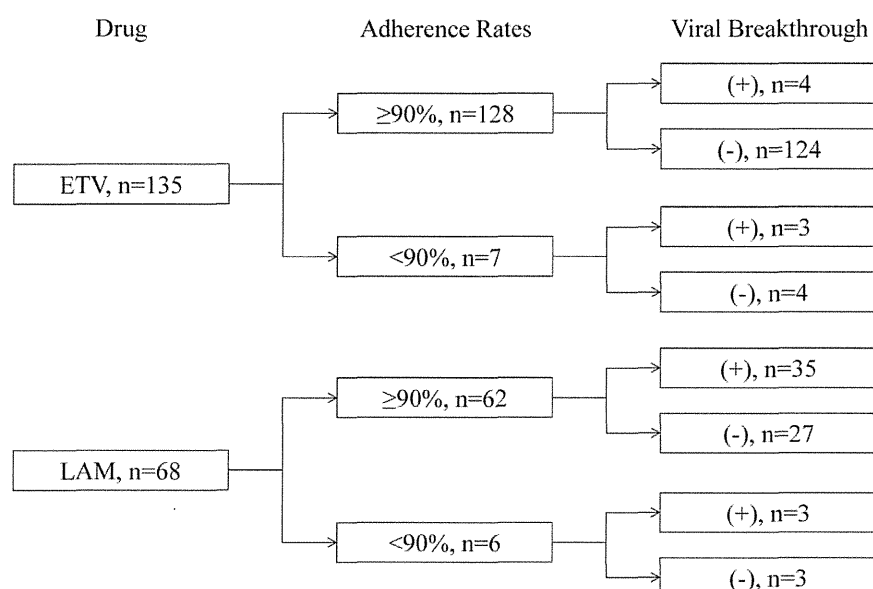 Drug Adherence Rates Viral Breakthrough
ETV, n=135
≥90%, n=128
(+), n=4
(-), n=124
<90%, n=7
(+), n=3
(-), n=4
LAM, n=68
≥90%, n=62
(+), n=35
(-), n=27
<90%, n=6
(+), n=3
(-), n=3